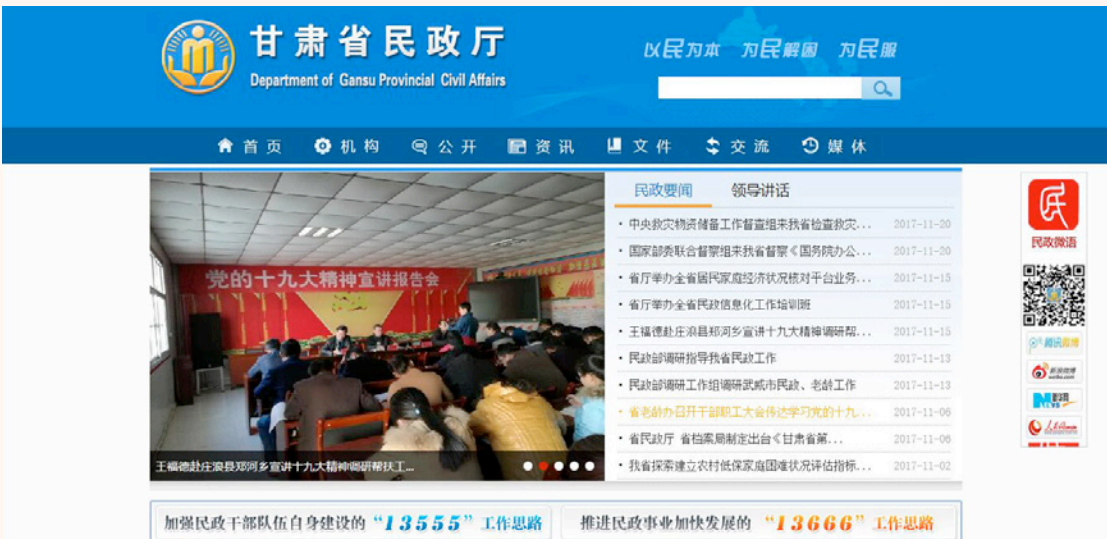 甘肃省民政厅
Department of Gansu Provincial Civil Affairs
以民为本 为民解困 为民服
首页 机构 公开 资讯 文件 交流 媒体
党的十九大精神宣讲报告会
王福德赴庄浪县郑河乡宣讲十九大精神调研帮扶工...
民政要闻 领导讲话
· 中央救灾物资储备工作督查组来我省检查救灾... 2017-11-20
· 国家部委联合督察组来我省督察《国务院办公... 2017-11-20
· 省厅举办全省居民家庭经济状况核对平台业务... 2017-11-15
· 省厅举办全省民政信息化工作培训班 2017-11-15
· 王福德赴庄浪县郑河乡宣讲十九大精神调研帮... 2017-11-15
· 民政部调研指导我省民政工作 2017-11-13
· 民政部调研工作组调研武威市民政、老龄工作 2017-11-13
· 省老龄办召开干部职工大会传达学习党的十九... 2017-11-06
· 省民政厅 省档案局制定出台《甘肃省第... 2017-11-06
· 我省探索建立农村低保家庭困难状况评估指标... 2017-11-02
民
民政微语
腾讯微博
新浪微博
weibo.com
NEWS
加强民政干部队伍自身建设的“13555”工作思路
推进民政事业加快发展的“13666”工作思路